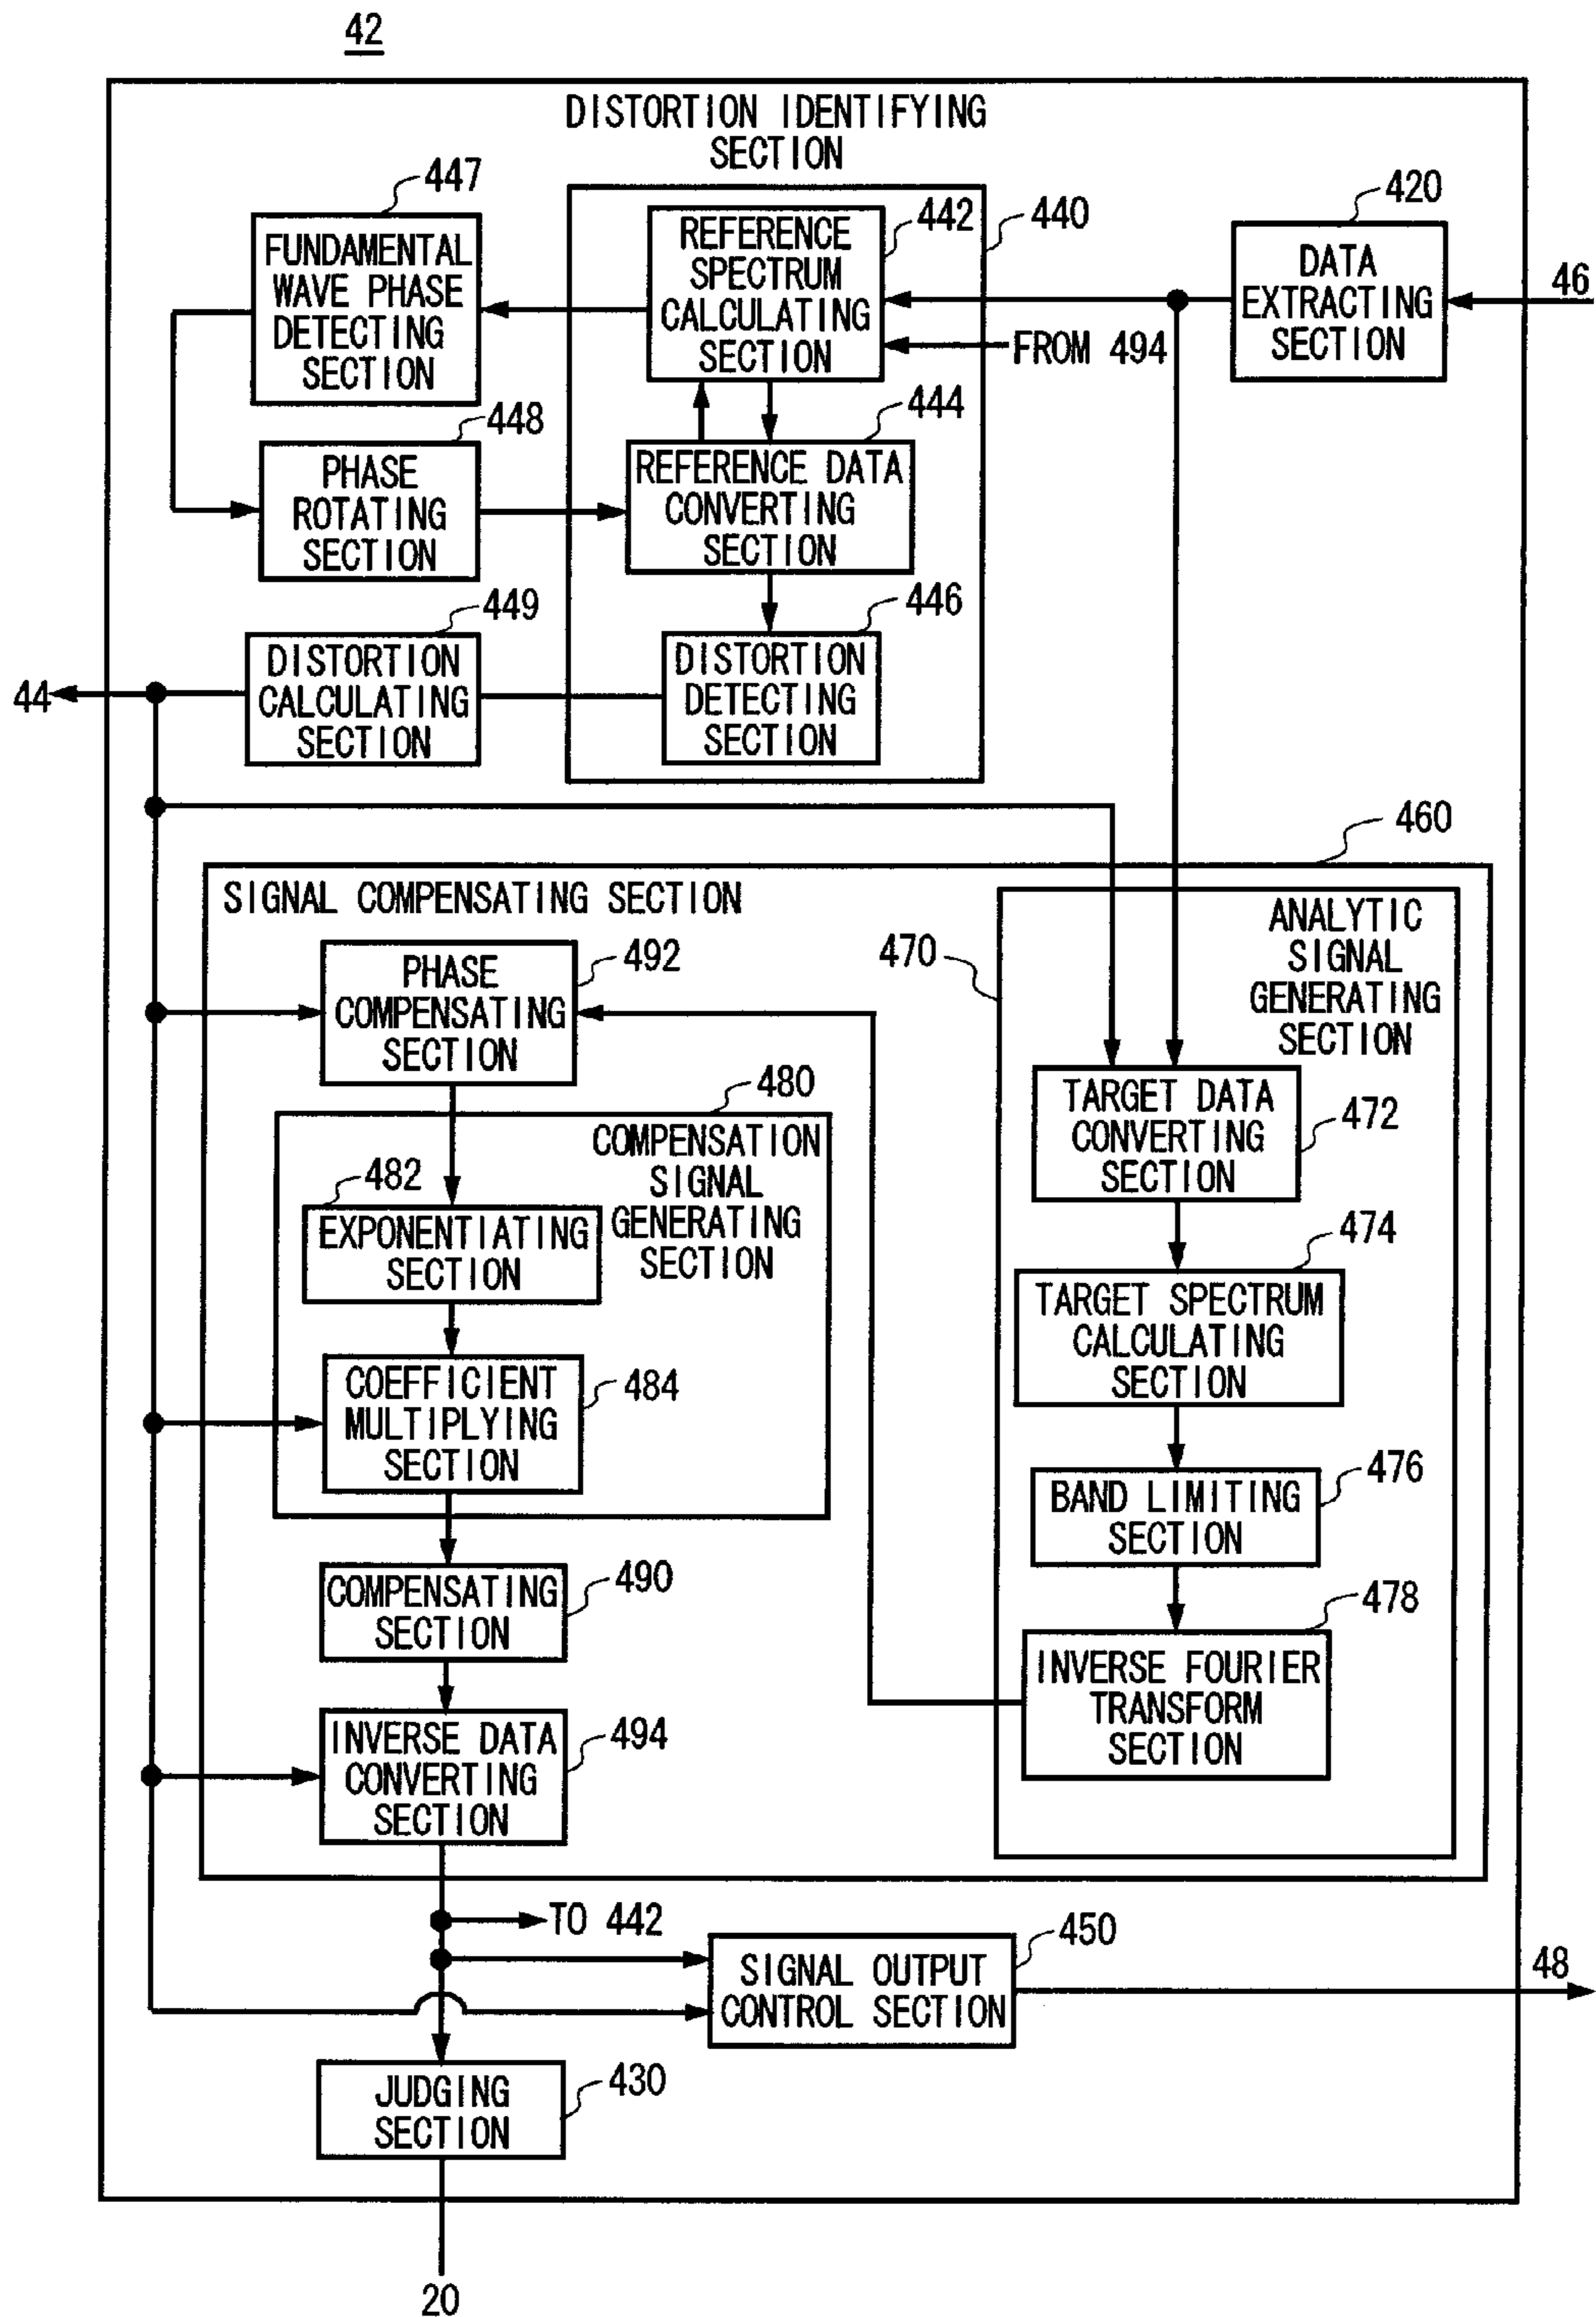 42
DISTORTION IDENTIFYING
SECTION
447
FUNDAMENTAL
WAVE PHASE
DETECTING
SECTION
442
REFERENCE
SPECTRUM
CALCULATING
SECTION
440
420
DATA
EXTRACTING
SECTION
46
FROM 494
448
PHASE
ROTATING
SECTION
444
REFERENCE DATA
CONVERTING
SECTION
449
DISTORTION
CALCULATING
SECTION
44
446
DISTORTION
DETECTING
SECTION
460
SIGNAL COMPENSATING SECTION
492
PHASE
COMPENSATING
SECTION
470
ANALYTIC
SIGNAL
GENERATING
SECTION
480
COMPENSATION
SIGNAL
GENERATING
SECTION
482
EXPONENTIATING
SECTION
484
COEFFICIENT
MULTIPLYING
SECTION
490
COMPENSATING
SECTION
494
INVERSE DATA
CONVERTING
SECTION
472
TARGET DATA
CONVERTING
SECTION
474
TARGET SPECTRUM
CALCULATING
SECTION
476
BAND LIMITING
SECTION
478
INVERSE FOURIER
TRANSFORM
SECTION
TO 442
450
SIGNAL OUTPUT
CONTROL SECTION
48
430
JUDGING
SECTION
20